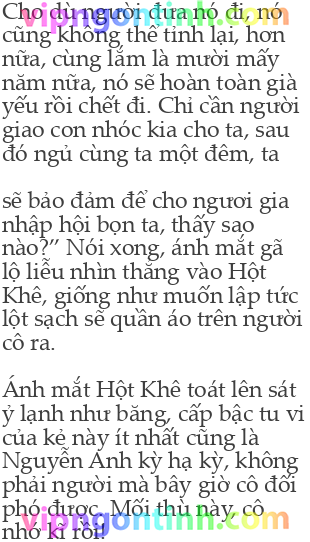 vipngontinh.com
Cho dù người đưa nó đi, nó
cũng không thể tỉnh lại, hơn
nữa, cùng lắm là mười mấy
năm nữa, nó sẽ hoàn toàn già
yếu rồi chết đi. Chỉ cần người
giao con nhóc kia cho ta, sau
đó ngủ cùng ta một đêm, ta
sẽ bảo đảm để cho ngươi gia
nhập hội bọn ta, thấy sao
nào?” Nói xong, ánh mắt gã
lộ liễu nhìn thẳng vào Hột
Khê, giống như muốn lập tức
lột sạch sẽ quần áo trên người
cô ra.
Ánh mắt Hột Khê toát lên sát
ý lạnh như băng, cấp bậc tu vi
của kẻ này ít nhất cũng là
Nguyễn Anh kỳ hạ kỳ, không
phải người mà bây giờ cô đối
phó được. Mối thù này, cô
nhớ kĩ rồi!
vipngontinh.com